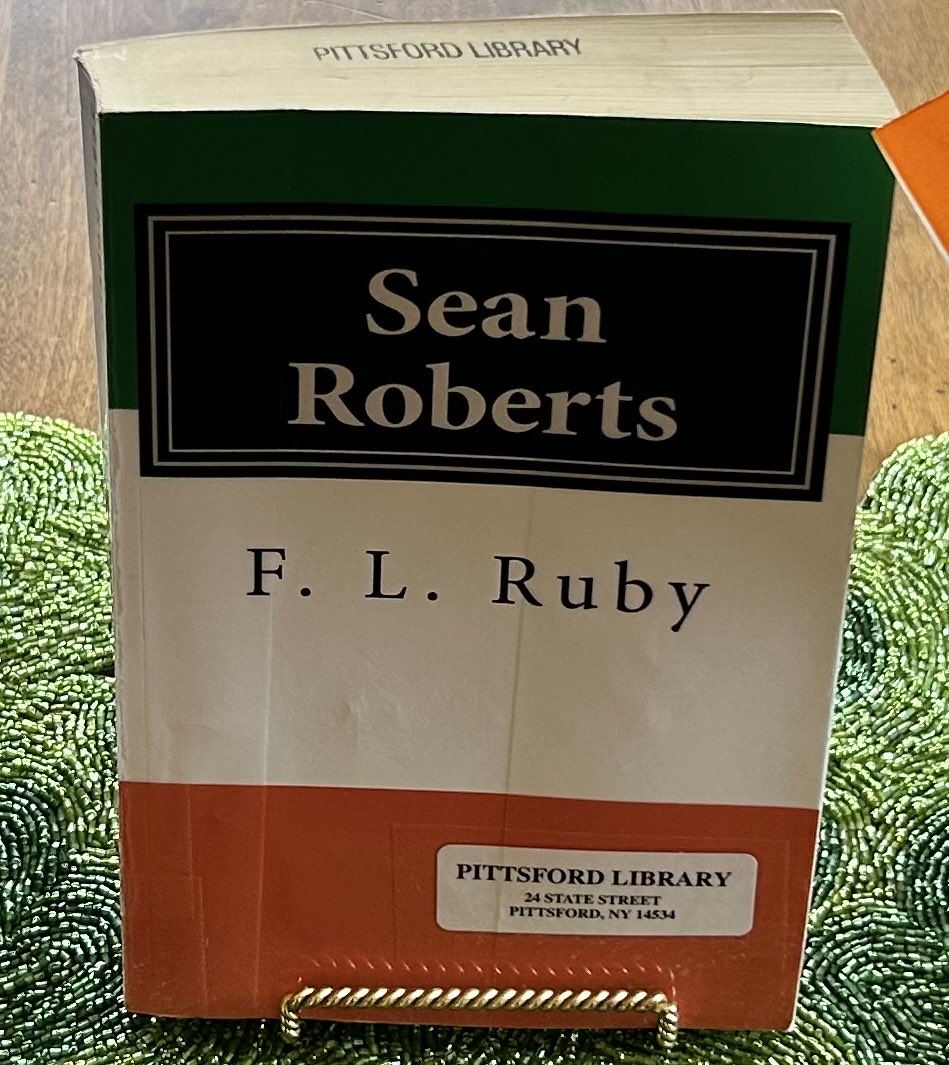 PITTSFORD LIBRARY
Sean
Roberts
F. L. Ruby
PITTSFORD LIBRARY
24 STATE STREET
PITTSFORD, NY 14534